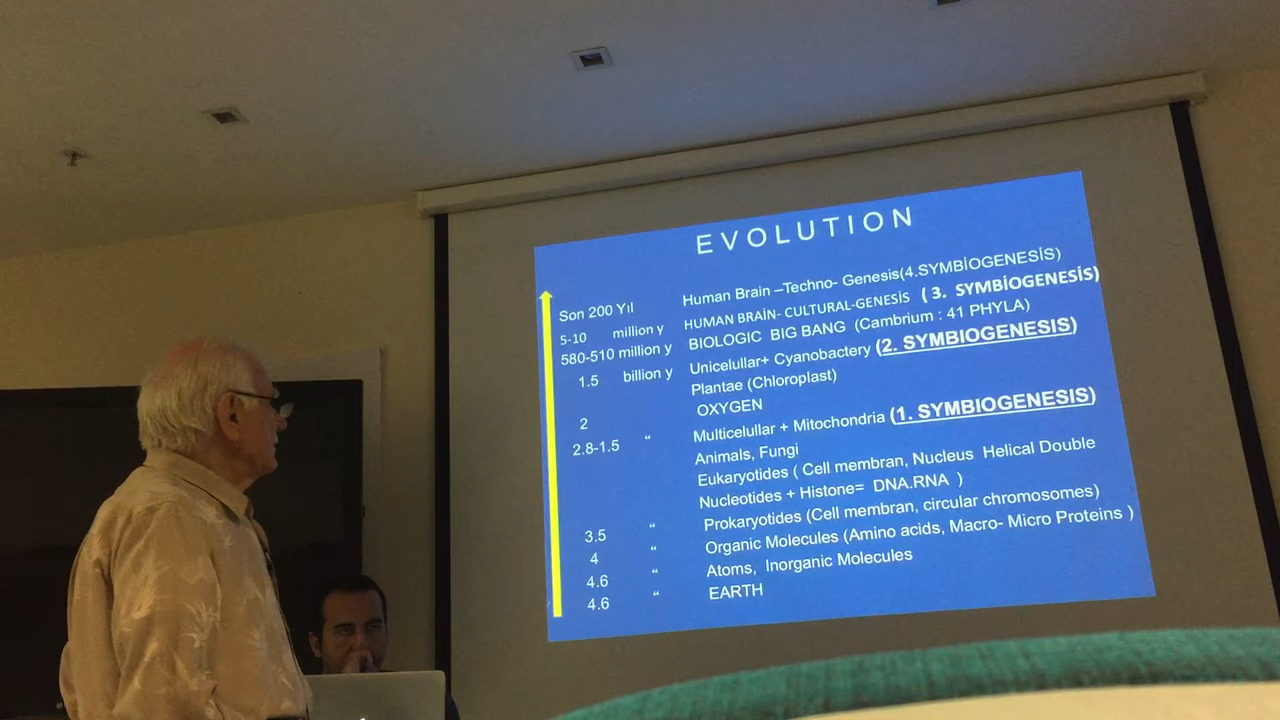 EVOLUTION
Son 200 Yıl Human Brain –Techno- Genesis(4.SYMBİOGENESİS)
5-10 million y HUMAN BRAİN- CULTURAL-GENESİS ( 3. SYMBİOGENESİS)
580-510 million y BIOLOGIC BIG BANG (Cambrium : 41 PHYLA)
1.5 billion y Unicelullar+ Cyanobactery (2. SYMBIOGENESIS)
Plantae (Chloroplast)
2 OXYGEN
2.8-1.5 “ Multicelullar + Mitochondria (1. SYMBIOGENESIS)
Animals, Fungi
Eukaryotides ( Cell membran, Nucleus Helical Double
Nucleotides + Histone= DNA.RNA )
3.5 “ Prokaryotides (Cell membran, circular chromosomes)
4 “ Organic Molecules (Amino acids, Macro- Micro Proteins )
4.6 “ Atoms, Inorganic Molecules
4.6 “ EARTH